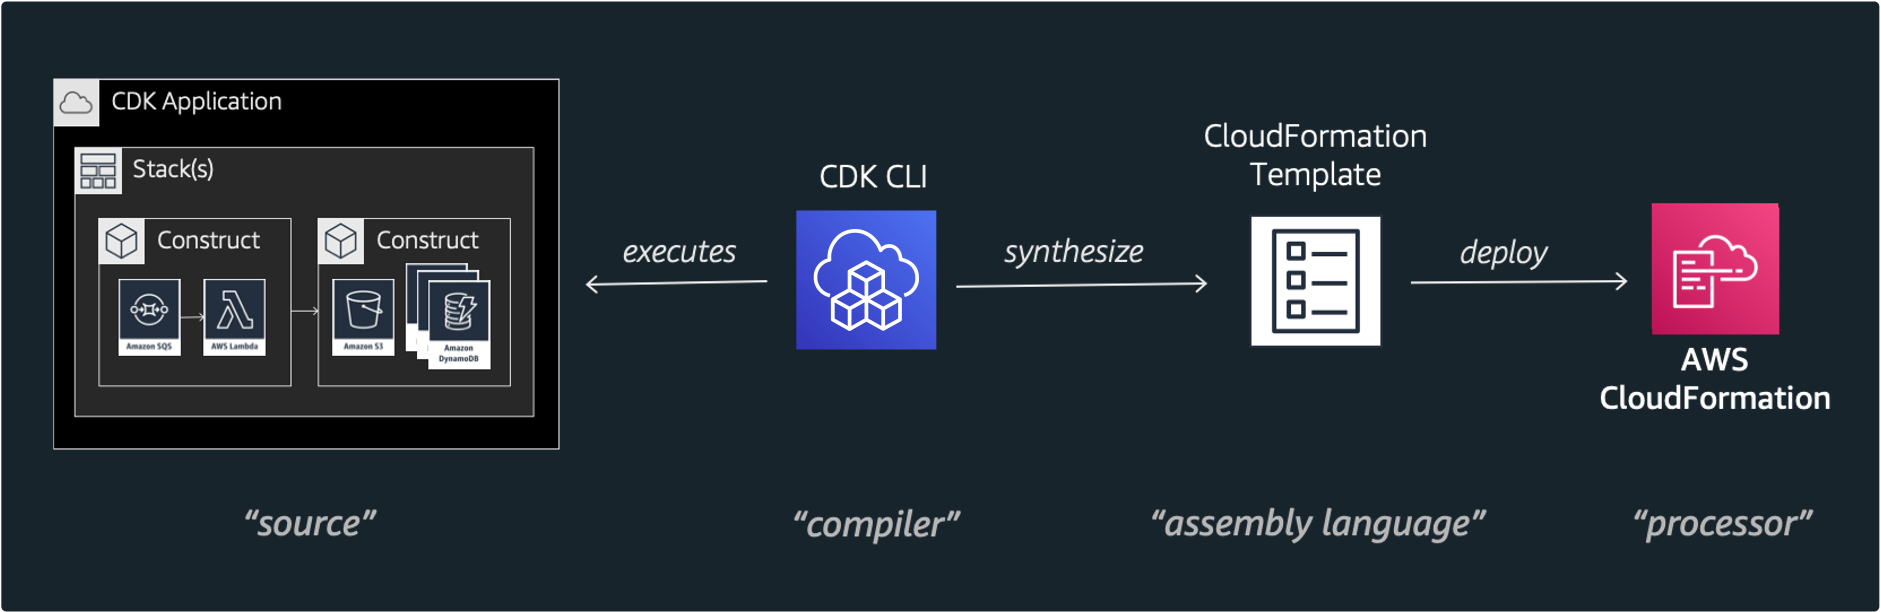 CDK Application
Stack(s)
Construct
Construct
Amazon SQS
AWS Lambda
Amazon S3
Amazon
DynamoDB
executes
CDK CLI
synthesize
CloudFormation
Template
deploy
AWS
CloudFormation
“source”
“compiler”
“assembly language”
“processor”